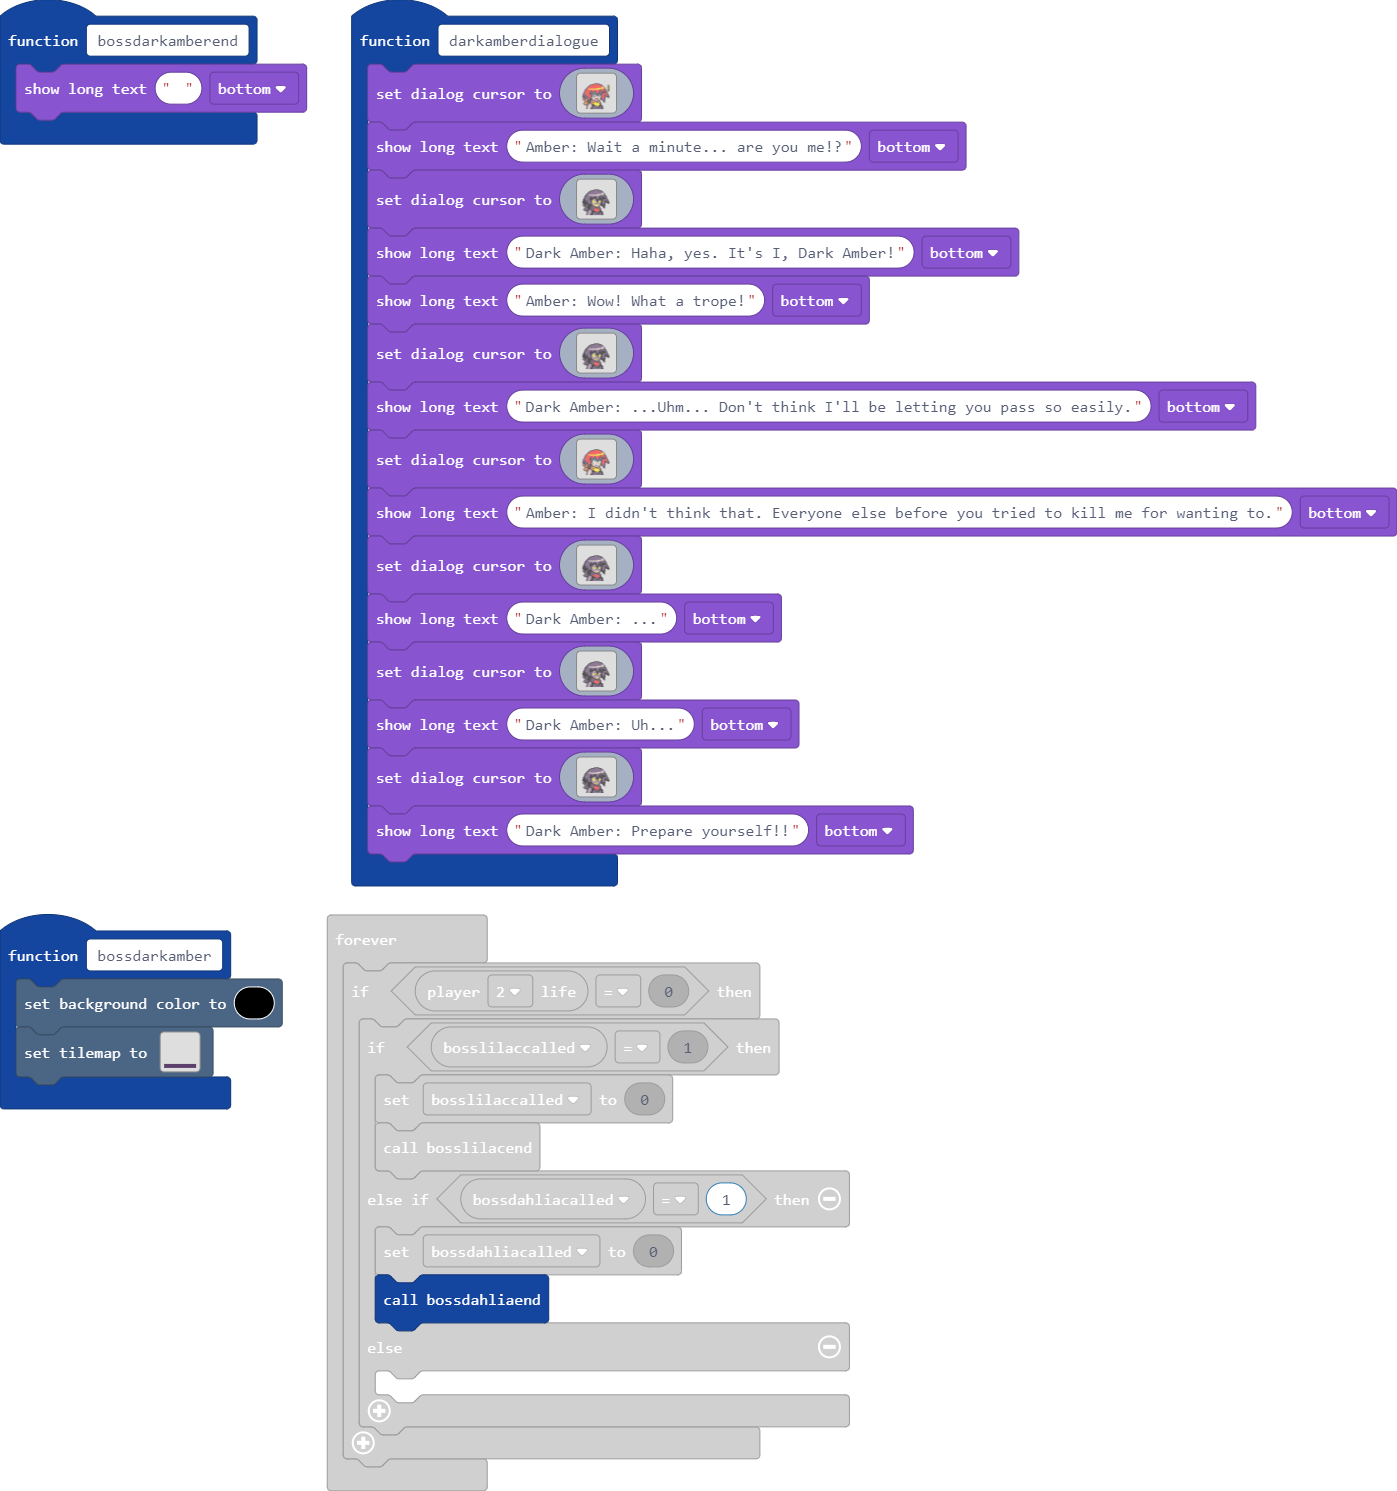 function bossdarkamberend
show long text " " bottom
function darkamberdialogue
set dialog cursor to
show long text "Amber: Wait a minute... are you me!?" bottom
set dialog cursor to
show long text "Dark Amber: Haha, yes. It's I, Dark Amber!" bottom
show long text "Amber: Wow! What a trope!" bottom
set dialog cursor to
show long text "Dark Amber: ...Uhm... Don't think I'll be letting you pass so easily." bottom
set dialog cursor to
show long text "Amber: I didn't think that. Everyone else before you tried to kill me for wanting to." bottom
set dialog cursor to
show long text "Dark Amber: ..." bottom
set dialog cursor to
show long text "Dark Amber: Uh..." bottom
set dialog cursor to
show long text "Dark Amber: Prepare yourself!!" bottom
function bossdarkamber
set background color to
set tilemap to
forever
if player 2 life = 0 then
if bosslilaccalled = 1 then
set bosslilaccalled to 0
call bosslilacend
else if bossdahliacalled = 1 then
set bossdahliacalled to 0
call bossdahliaend
else